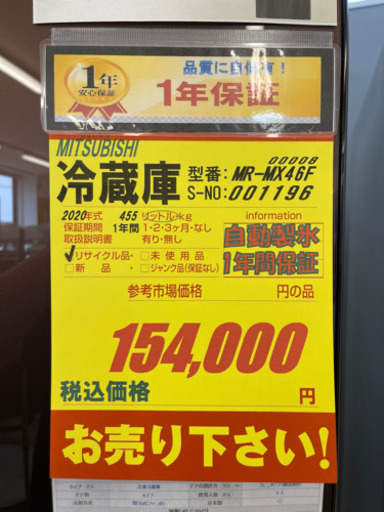 1年
安心保証
品質に自信有！
1年保証
MITSUBISHI
00008
冷蔵庫 型番: MR-MX46F
S-NO: 001196
2020年式 455 リットル・kg
保証期間 1年間 1・2・3ヶ月・なし
取扱説明書 有り・無し
✓リサイクル品・□未使用品
□新品・□ジャンク品(保証なし)
information
自動製氷
1年間保証
参考市場価格 円の品
154,000
税込価格 円
お売り下さい!